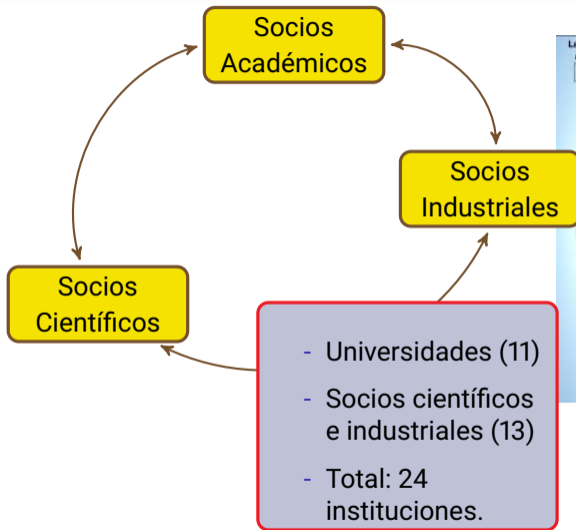 Socios
Académicos
Socios
Industriales
Socios
Científicos
- Universidades (11)
- Socios científicos
e industriales (13)
- Total: 24
instituciones.